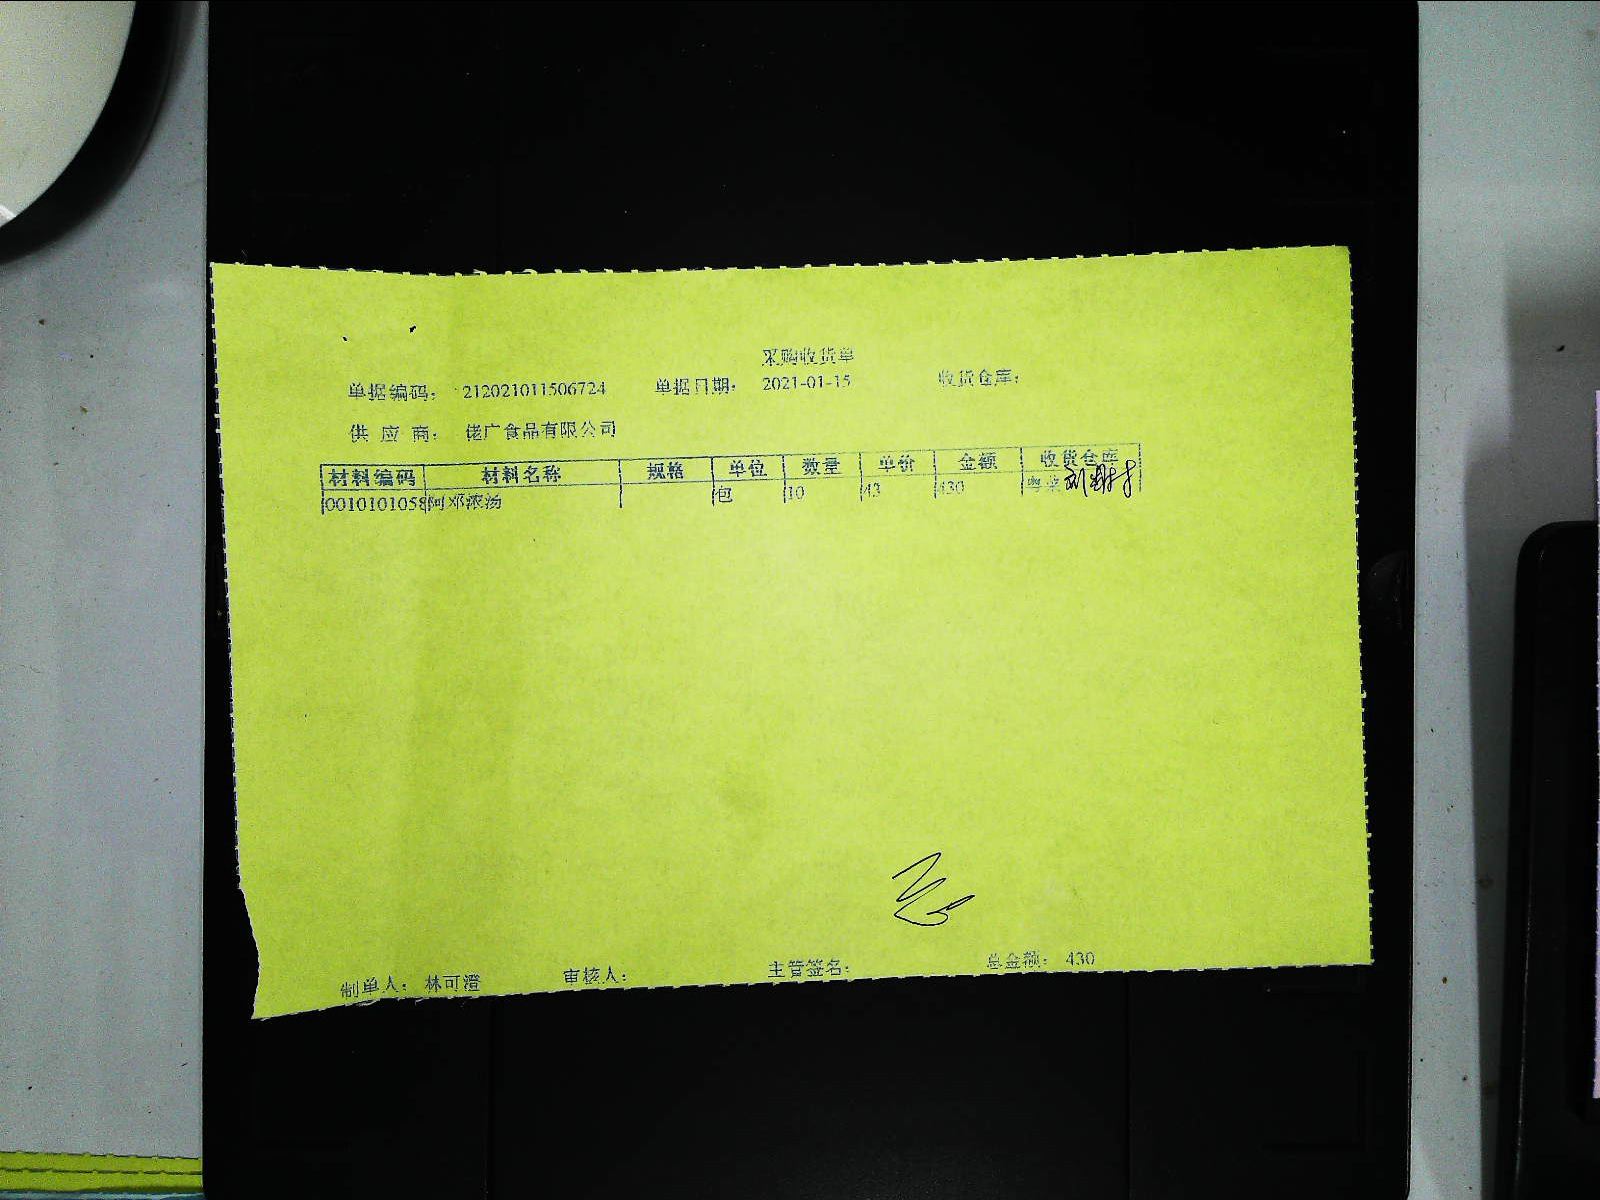 采购收货单
单据编码： 212021011506724 单据日期： 2021-01-15 收货仓库：
供应商： 佬广食品有限公司
材料编码 材料名称 规格 单位 数量 单价 金额 收货仓库
0010101058 阿邓浓汤 包 10 43 430 粤菜
制单人： 林可澄 审核人： 主管签名： 总金额： 430